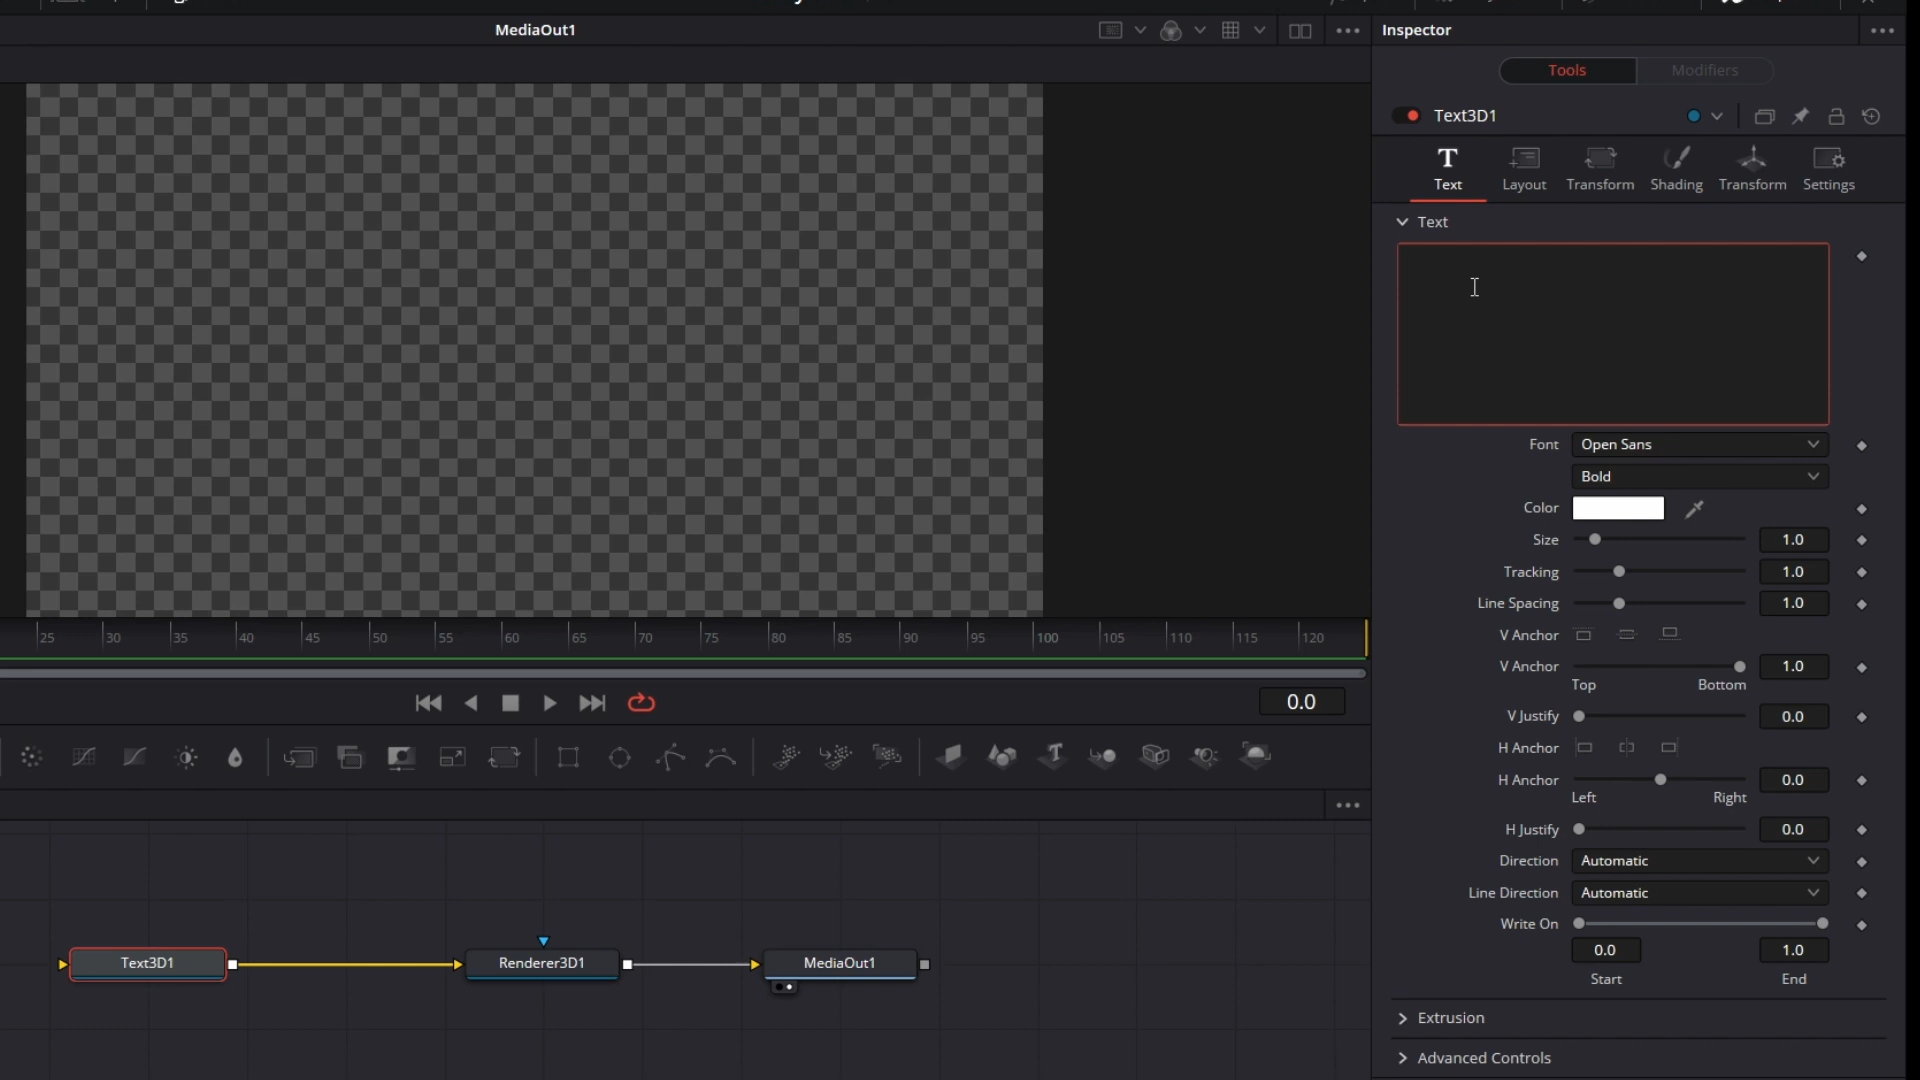 MediaOut1
Inspector
Tools
Modifiers
Text3D1
Text
Layout
Transform
Shading
Transform
Settings
Text
Font
Open Sans
Bold
Color
Size
1.0
Tracking
1.0
Line Spacing
1.0
V Anchor
V Anchor
1.0
Top
Bottom
V Justify
0.0
H Anchor
H Anchor
0.0
Left
Right
H Justify
0.0
Direction
Automatic
Line Direction
Automatic
Write On
0.0
1.0
Start
End
Extrusion
Advanced Controls
25 30 35 40 45 50 55 60 65 70 75 80 85 90 95 100 105 110 115 120
0.0
Text3D1
Renderer3D1
MediaOut1